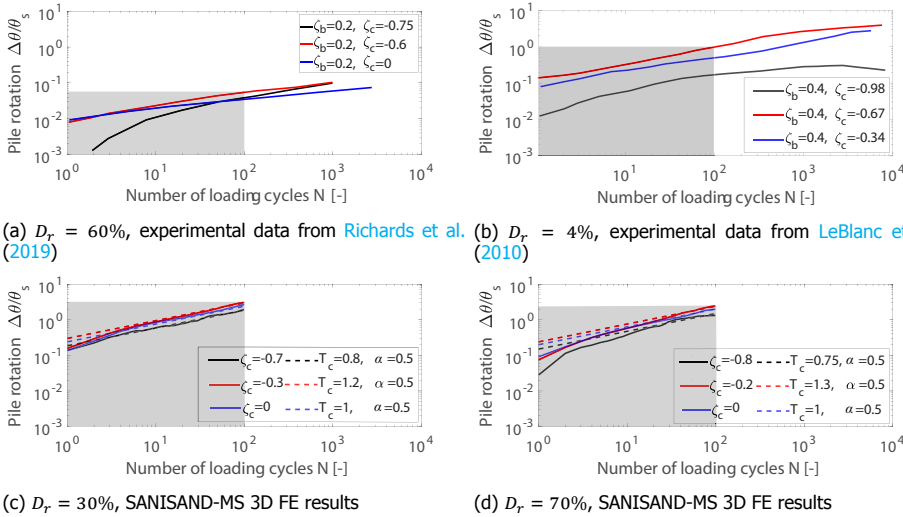 Pile rotation Δθ/θs
10^1
10^0
10^-1
10^-2
10^-3
ζb=0.2, ζc=-0.75
ζb=0.2, ζc=-0.6
ζb=0.2, ζc=0
10^0 10^1 10^2 10^3 10^4
Number of loading cycles N [-]
(a) Dr = 60%, experimental data from Richards et al.
(2019)
Pile rotation Δθ/θs
10^2
10^1
10^0
10^-1
10^-2
10^-3
ζb=0.4, ζc=-0.98
ζb=0.4, ζc=-0.67
ζb=0.4, ζc=-0.34
10^1 10^2 10^3 10^4
Number of loading cycles N [-]
(b) Dr = 4%, experimental data from LeBlanc et
(2010)
Pile rotation Δθ/θs
10^1
10^0
10^-1
10^-2
10^-3
ζc=-0.7 Tc=0.8, α=0.5
ζc=-0.3 Tc=1.2, α=0.5
ζc=0 Tc=1, α=0.5
10^0 10^1 10^2 10^3 10^4
Number of loading cycles N [-]
(c) Dr = 30%, SANISAND-MS 3D FE results
Pile rotation Δθ/θs
10^1
10^0
10^-1
10^-2
10^-3
ζc=-0.8 Tc=0.75, α=0.5
ζc=-0.2 Tc=1.3, α=0.5
ζc=0 Tc=1, α=0.5
10^0 10^1 10^2 10^3 10^4
Number of loading cycles N [-]
(d) Dr = 70%, SANISAND-MS 3D FE results